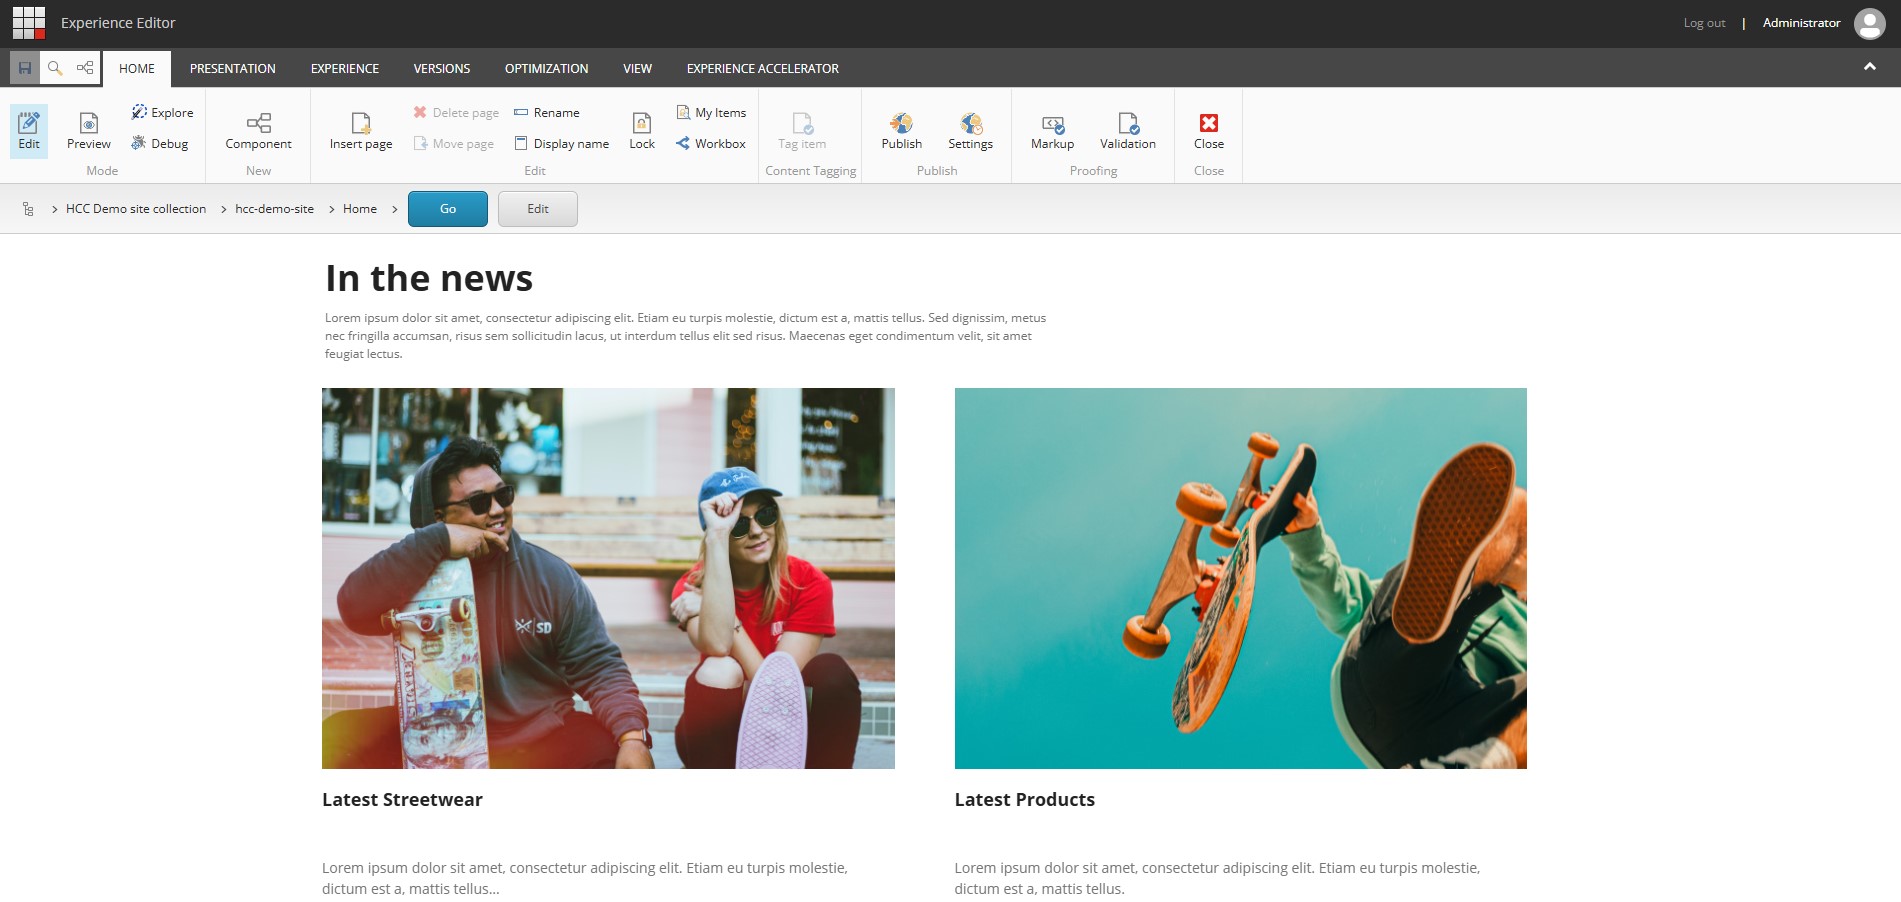 Experience Editor
Log out | Administrator
HOME PRESENTATION EXPERIENCE VERSIONS OPTIMIZATION VIEW EXPERIENCE ACCELERATOR
Edit
Preview
Explore
Debug
Mode
Component
New
Insert page
Delete page
Move page
Rename
Display name
Lock
My Items
Workbox
Edit
Tag item
Content Tagging
Publish
Settings
Publish
Markup
Validation
Proofing
Close
Close
HCC Demo site collection > hcc-demo-site > Home > Go Edit
In the news
Lorem ipsum dolor sit amet, consectetur adipiscing elit. Etiam eu turpis molestie, dictum est a, mattis tellus. Sed dignissim, metus
nec fringilla accumsan, risus sem sollicitudin lacus, ut interdum tellus elit sed risus. Maecenas eget condimentum velit, sit amet
feugiat lectus.
SD
Latest Streetwear
Lorem ipsum dolor sit amet, consectetur adipiscing elit. Etiam eu turpis molestie,
dictum est a, mattis tellus...
Latest Products
Lorem ipsum dolor sit amet, consectetur adipiscing elit. Etiam eu turpis molestie,
dictum est a, mattis tellus.